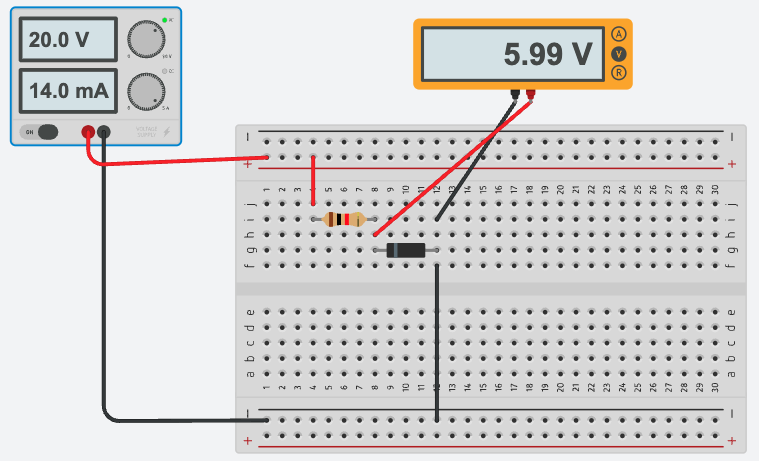 20.0 V
14.0 mA
ON
VOLTAGE
SUPPLY
5.99 V
A
V
R
− −
+ +
1 2 3 4 5 6 7 8 9 10 11 12 13 14 15 16 17 18 19 20 21 22 23 24 25 26 27 28 29 30
j j
i i
h h
g g
f f
e e
d d
c c
b b
a a
1 2 3 4 5 6 7 8 9 10 11 12 13 14 15 16 17 18 19 20 21 22 23 24 25 26 27 28 29 30
− −
+ +